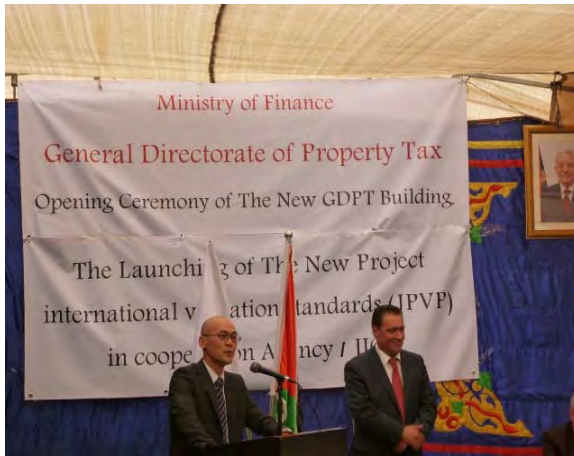 Ministry of Finance
General Directorate of Property Tax
Opening Ceremony of The New GDPT Building.
The Launching of The New Project
international standards (IPVP)
in